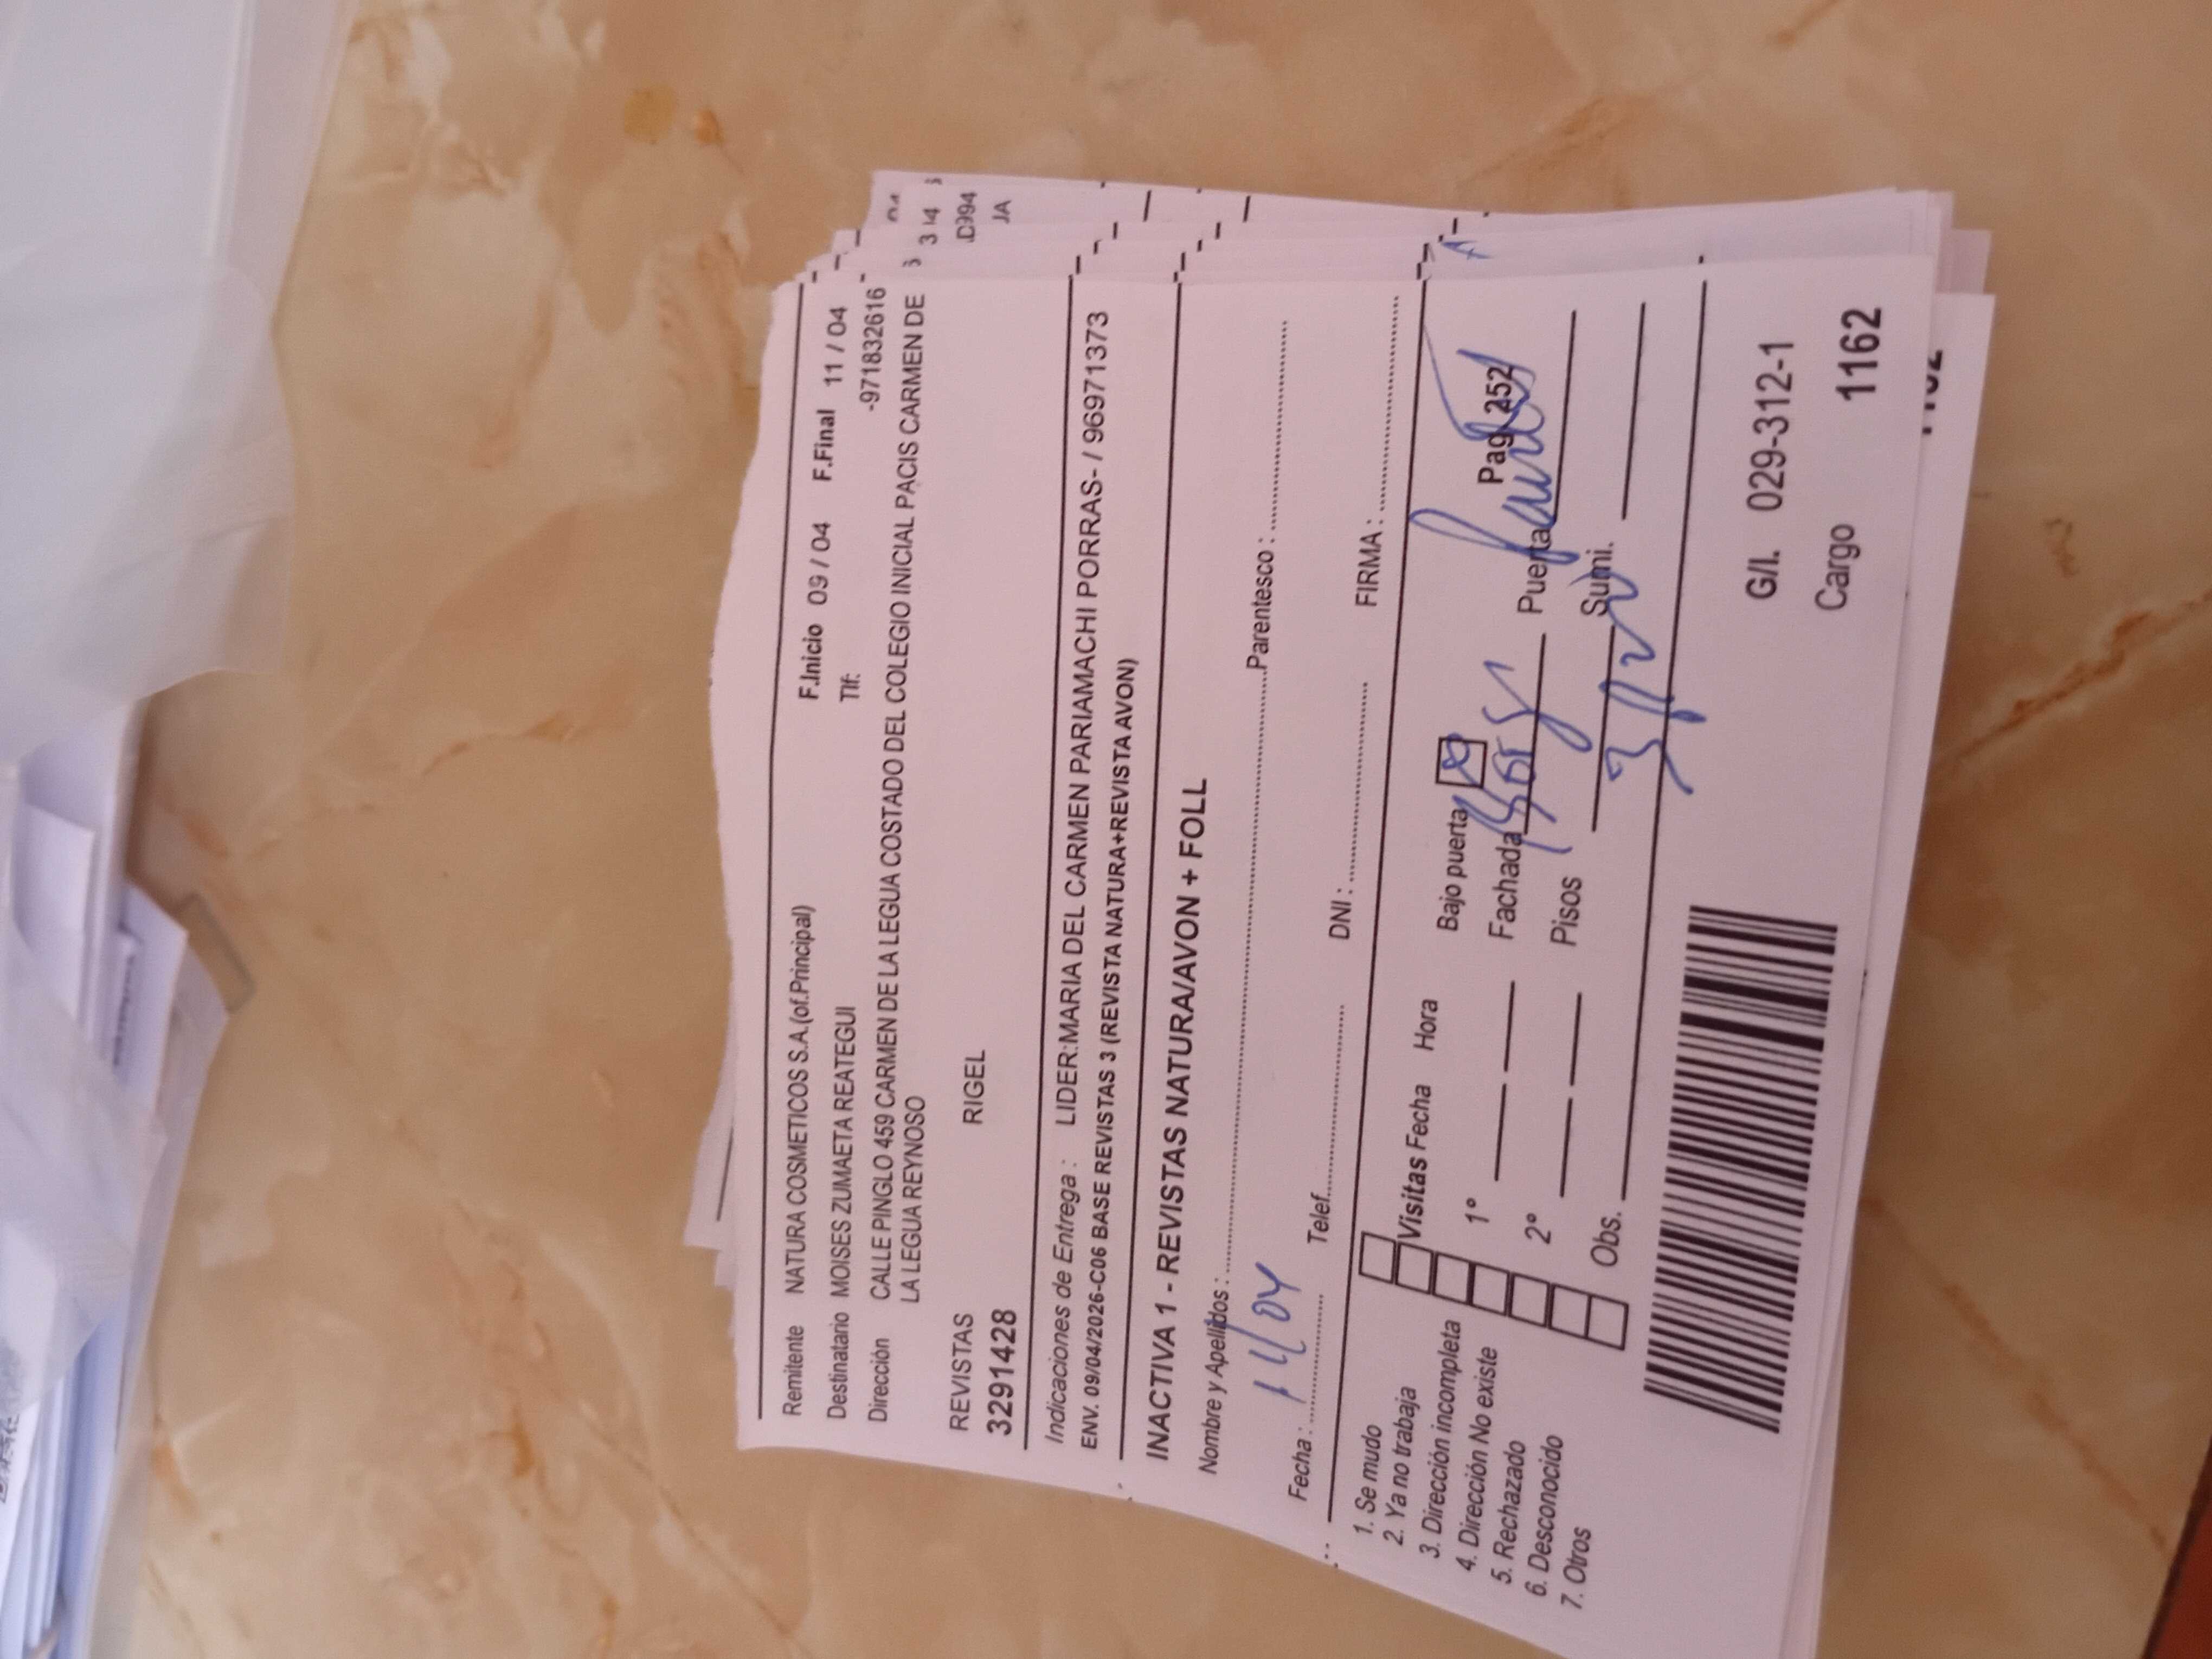 Remitente NATURA COSMETICOS S.A.(of.Principal)
F.Inicio 09 / 04 F.Final 11 / 04
Destinatario MOISES ZUMAETA REATEGUI Tlf: -971832616
Dirección CALLE PINGLO 459 CARMEN DE LA LEGUA COSTADO DEL COLEGIO INICIAL PACIS CARMEN DE
LA LEGUA REYNOSO
REVISTAS RIGEL
3291428
Indicaciones de Entrega : LIDER:MARIA DEL CARMEN PARIAMACHI PORRAS- / 96971373
ENV. 09/04/2026-C06 BASE REVISTAS 3 (REVISTA NATURA+REVISTA AVON)
INACTIVA 1 - REVISTAS NATURA/AVON + FOLL
Nombre y Apellidos : Parentesco :
Fecha : 11/04 Telef. DNI : FIRMA :
1. Se mudo
2. Ya no trabaja
3. Dirección incompleta
4. Dirección No existe
5. Rechazado
6. Desconocido
7. Otros
Visitas Fecha Hora
1°
2°
Obs.
Bajo puerta
Pag 252
Fachada Puerta
Pisos Sumi.
G/I. 029-312-1
Cargo 1162
3 14
.D994
JA